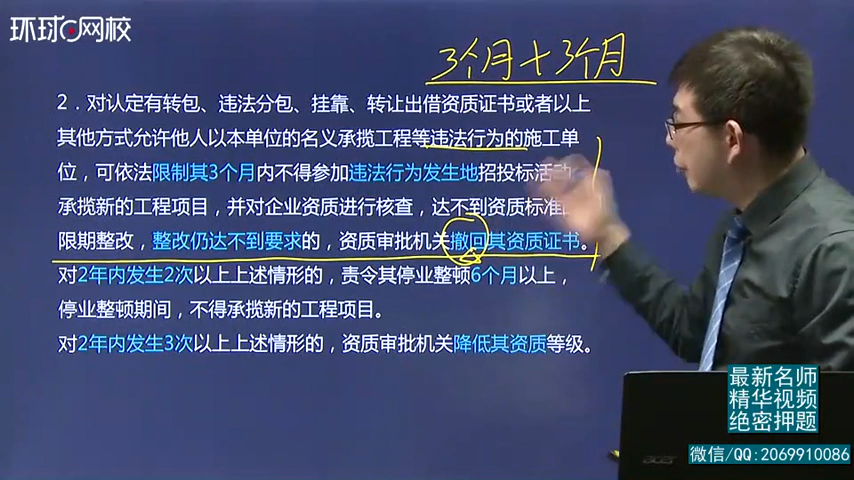 环球网校
3个月+3个月
2．对认定有转包、违法分包、挂靠、转让出借资质证书或者以上
其他方式允许他人以本单位的名义承揽工程等违法行为的施工单
位，可依法限制其3个月内不得参加违法行为发生地招投标活动
承揽新的工程项目，并对企业资质进行核查，达不到资质标准
限期整改，整改仍达不到要求的，资质审批机关撤回其资质证书。
对2年内发生2次以上上述情形的，责令其停业整顿6个月以上，
停业整顿期间，不得承揽新的工程项目。
对2年内发生3次以上上述情形的，资质审批机关降低其资质等级。
最新名师
精华视频
绝密押题
微信/QQ:2069910086
acer